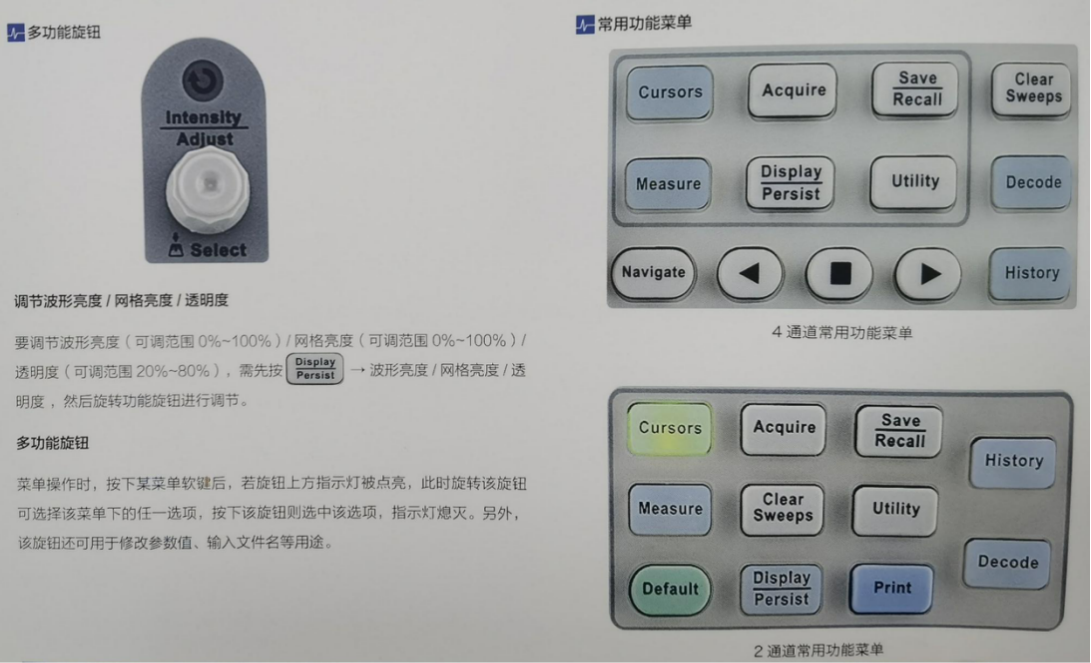 多功能旋钮
Intensity
Adjust
Select
调节波形亮度 / 网格亮度 / 透明度
要调节波形亮度（可调范围 0%~100%）/ 网格亮度（可调范围 0%~100%）/
透明度（可调范围 20%~80%），需先按 Display Persist → 波形亮度 / 网格亮度 / 透
明度 ，然后旋转功能旋钮进行调节。
多功能旋钮
菜单操作时，按下某菜单软键后，若旋钮上方指示灯被点亮，此时旋转该旋钮
可选择该菜单下的任一选项，按下该旋钮则选中该选项，指示灯熄灭。另外，
该旋钮还可用于修改参数值、输入文件名等用途。
常用功能菜单
Cursors
Acquire
Save
Recall
Clear
Sweeps
Measure
Display
Persist
Utility
Decode
Navigate
History
4 通道常用功能菜单
Cursors
Acquire
Save
Recall
History
Measure
Clear
Sweeps
Utility
Decode
Default
Display
Persist
Print
2 通道常用功能菜单